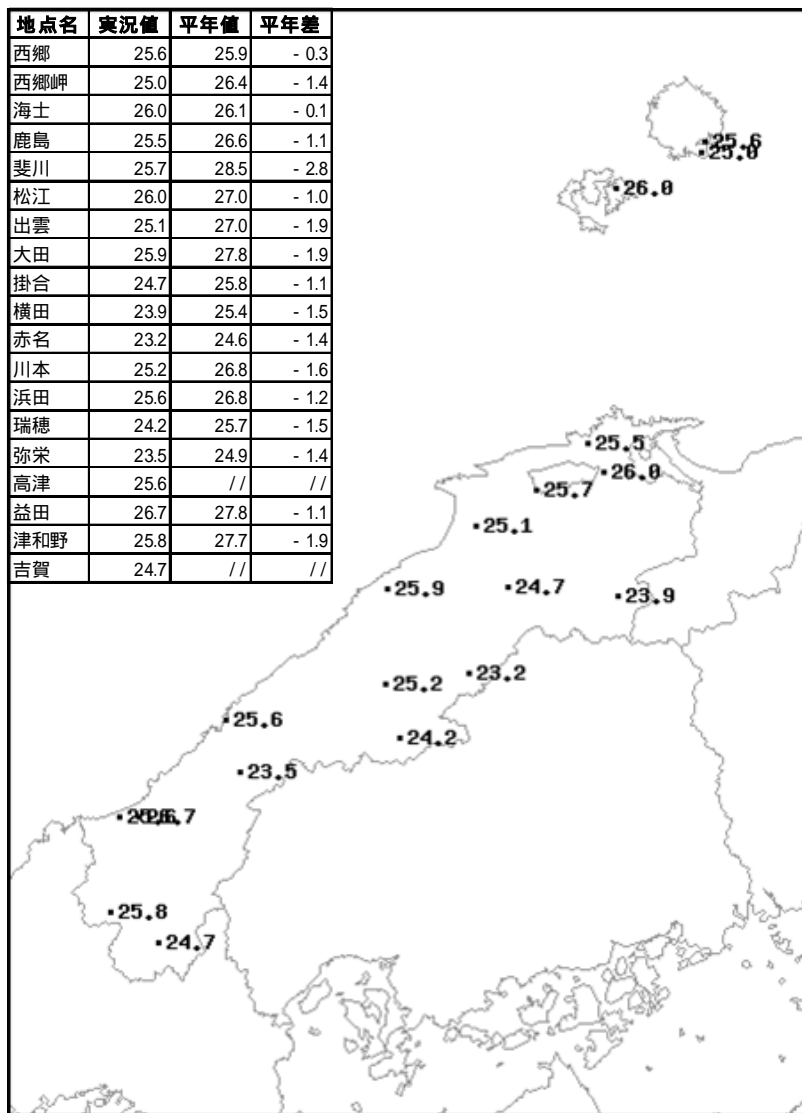 地点名 実況値 平年値 平年差
西郷 25.6 25.9 - 0.3
西郷岬 25.0 26.4 - 1.4
海士 26.0 26.1 - 0.1
鹿島 25.5 26.6 - 1.1
斐川 25.7 28.5 - 2.8
松江 26.0 27.0 - 1.0
出雲 25.1 27.0 - 1.9
大田 25.9 27.8 - 1.9
掛合 24.7 25.8 - 1.1
横田 23.9 25.4 - 1.5
赤名 23.2 24.6 - 1.4
川本 25.2 26.8 - 1.6
浜田 25.6 26.8 - 1.2
瑞穂 24.2 25.7 - 1.5
弥栄 23.5 24.9 - 1.4
高津 25.6 // //
益田 26.7 27.8 - 1.1
津和野 25.8 27.7 - 1.9
吉賀 24.7 // //
25.6
25.0
26.0
25.5
26.0
25.7
25.1
25.9
24.7
23.9
23.2
25.2
25.6
24.2
23.5
25.8
24.7